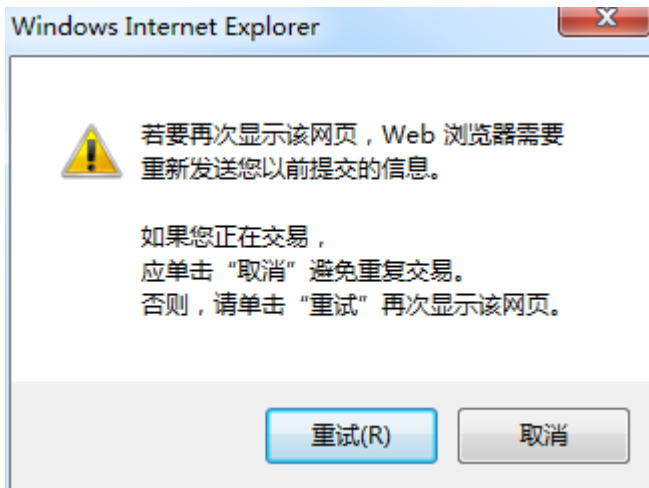 Windows Internet Explorer
若要再次显示该网页，Web 浏览器需要
重新发送您以前提交的信息。
如果您正在交易，
应单击“取消”避免重复交易。
否则，请单击“重试”再次显示该网页。
重试(R)
取消